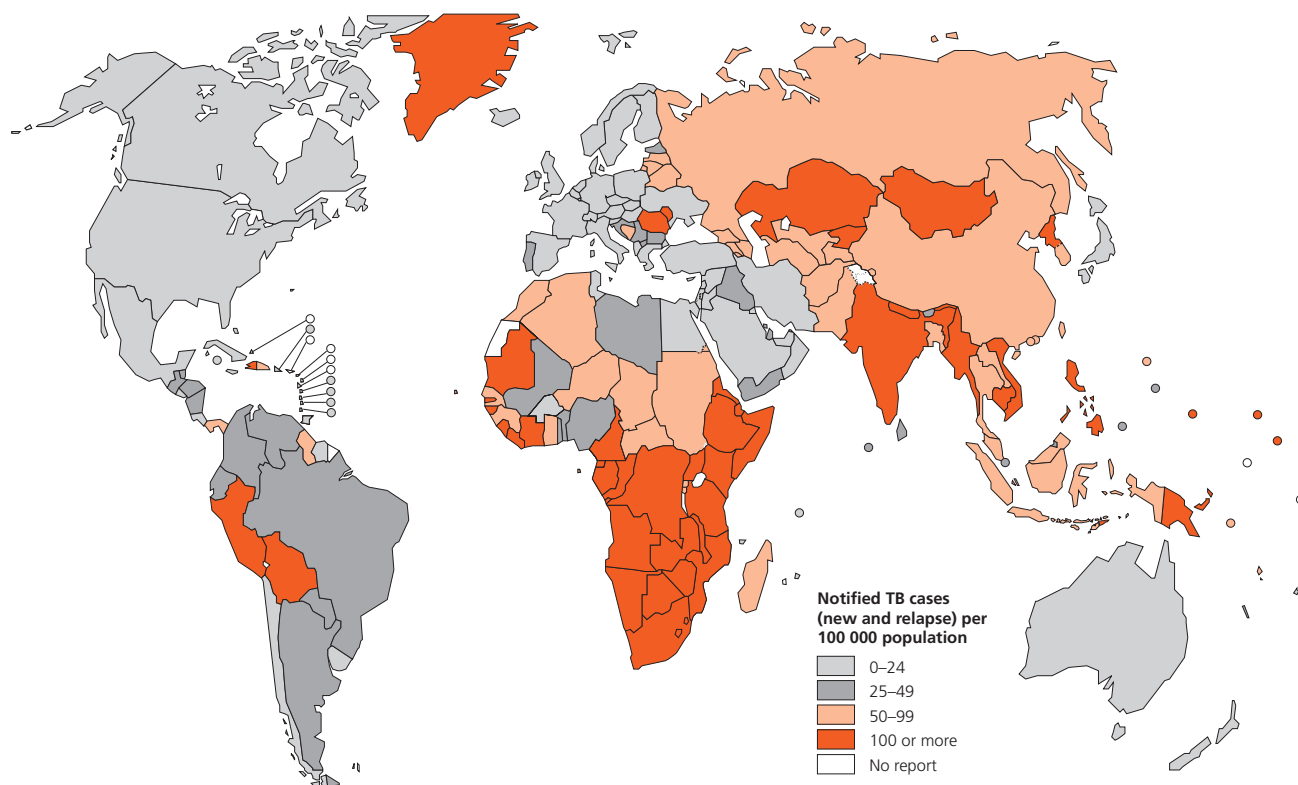 Notified TB cases
(new and relapse) per
100 000 population
0–24
25–49
50–99
100 or more
No report